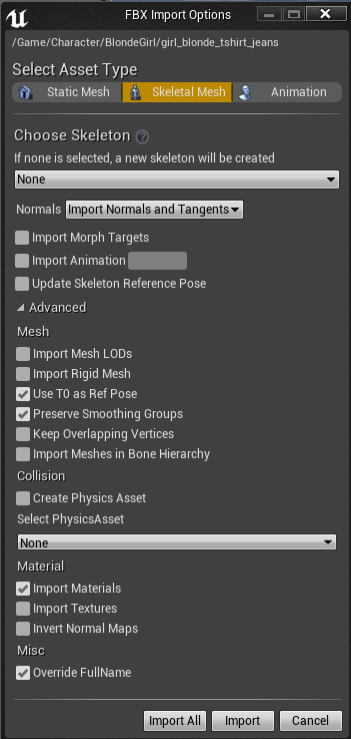 FBX Import Options
/Game/Character/BlondeGirl/girl_blonde_tshirt_jeans
Select Asset Type
Static Mesh Skeletal Mesh Animation
Choose Skeleton ?
If none is selected, a new skeleton will be created
None
Normals Import Normals and Tangents
Import Morph Targets
Import Animation
Update Skeleton Reference Pose
Advanced
Mesh
Import Mesh LODs
Import Rigid Mesh
Use T0 as Ref Pose
Preserve Smoothing Groups
Keep Overlapping Vertices
Import Meshes in Bone Hierarchy
Collision
Create Physics Asset
Select PhysicsAsset
None
Material
Import Materials
Import Textures
Invert Normal Maps
Misc
Override FullName
Import All Import Cancel